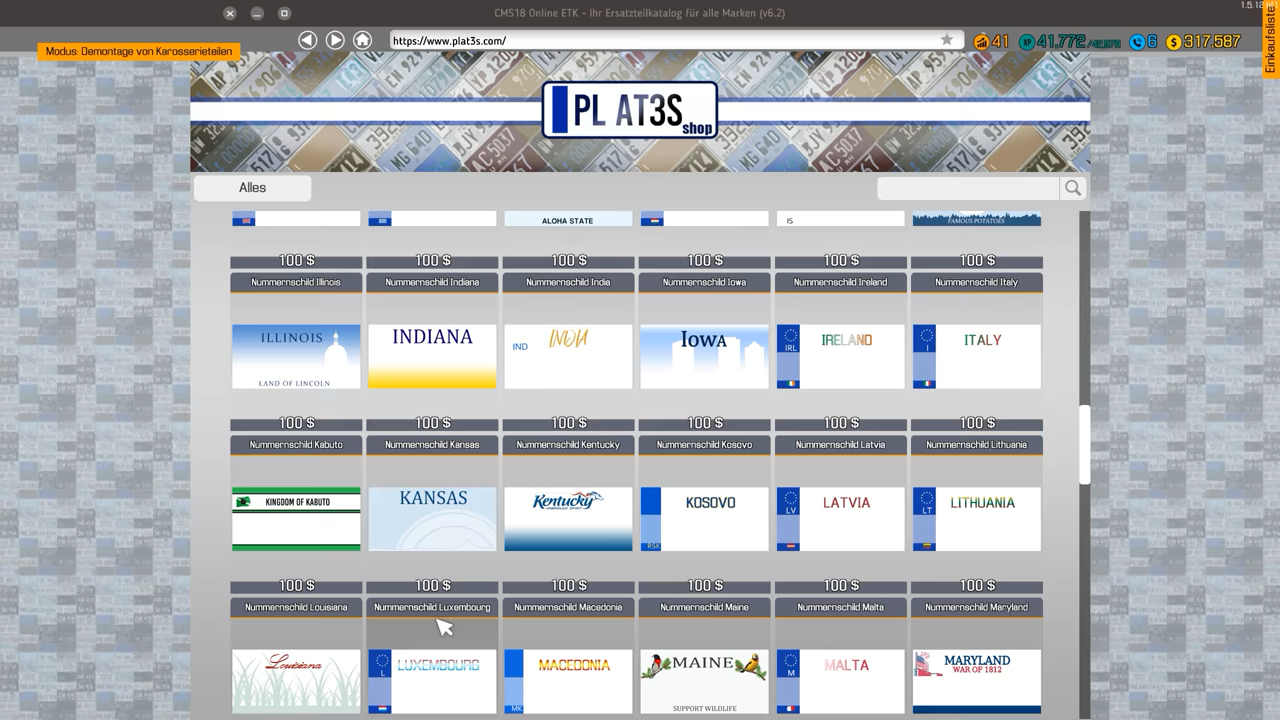 CMS18 Online ETK - Ihr Ersatzteilkatalog für alle Marken (v6.2)
Modus: Demontage von Karosserieteilen
https://www.plat3s.com/
41
41,772
6
317,587
Einkaufsliste
PL AT3S
shop
Alles
ALOHA STATE
IS
FAMOUS POTATOES
100 $ 100 $ 100 $ 100 $ 100 $ 100 $
Nummernschild Illinois Nummernschild Indiana Nummernschild India Nummernschild Iowa Nummernschild Ireland Nummernschild Italy
ILLINOIS INDIANA INDIA IOWA IRELAND ITALY
IND IRL I
LAND OF LINCOLN
100 $ 100 $ 100 $ 100 $ 100 $ 100 $
Nummernschild Kabuto Nummernschild Kansas Nummernschild Kentucky Nummernschild Kosovo Nummernschild Latvia Nummernschild Lithuania
KINGDOM OF KABUTO KANSAS Kentucky KOSOVO LATVIA LITHUANIA
UNBRIDLED SPIRIT LV LT
RSK
100 $ 100 $ 100 $ 100 $ 100 $ 100 $
Nummernschild Louisiana Nummernschild Luxembourg Nummernschild Macedonia Nummernschild Maine Nummernschild Malta Nummernschild Maryland
Louisiana LUXEMBOURG MACEDONIA MAINE MALTA MARYLAND
WAR OF 1812
L M
MK SUPPORT WILDLIFE